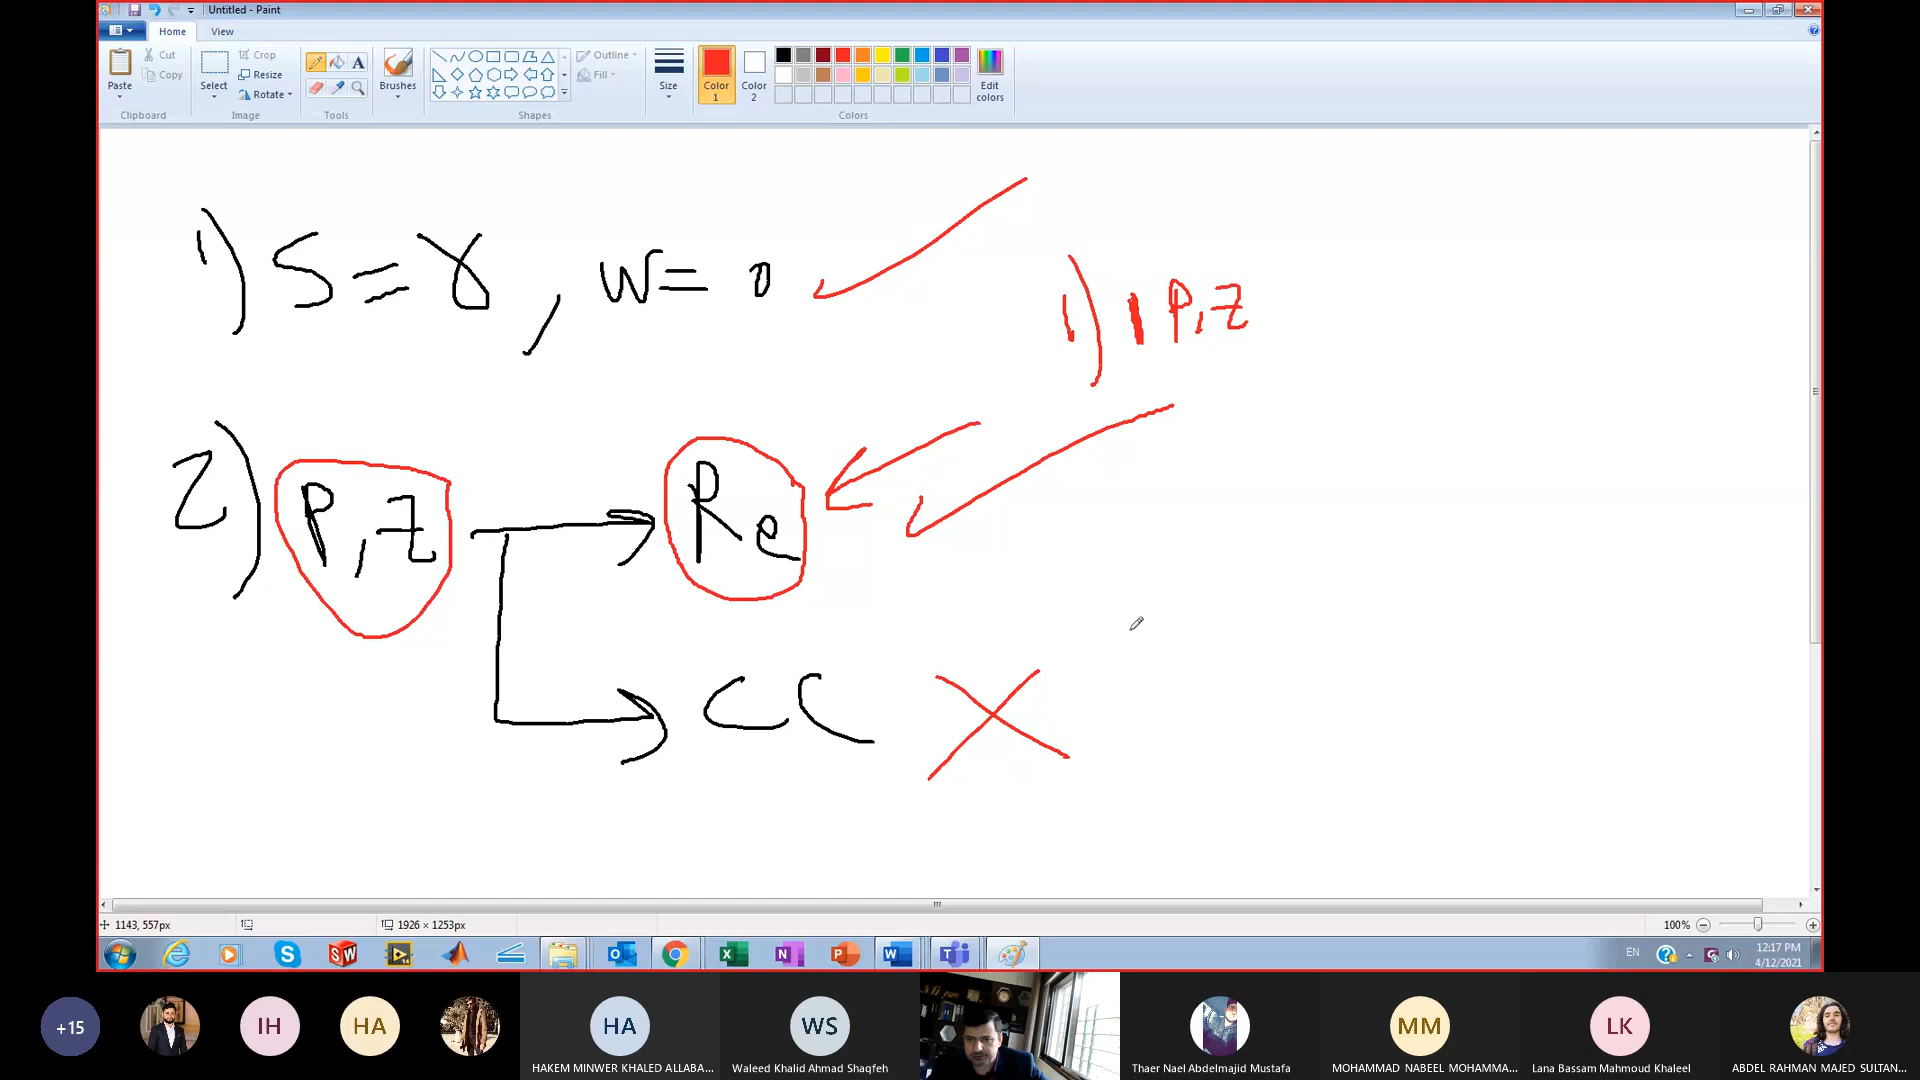 Untitled - Paint
Home View
Paste Cut Copy Clipboard
Select Crop Resize Rotate Image
Tools
Brushes
Outline Fill Shapes
Size
Color 1 Color 2 Edit colors Colors
1) S = γ , W = 0
1) 1 P, Z
2) P, Z Re
CC
1143, 557px 1926 × 1253px 100%
EN 12:17 PM
4/12/2021
+15 IH HA HA WS MM LK
HAKEM MINWER KHALED ALLABA... Waleed Khalid Ahmad Shaqfeh Thaer Nael Abdelmajid Mustafa MOHAMMAD NABEEL MOHAMMA... Lana Bassam Mahmoud Khaleel ABDEL RAHMAN MAJED SULTAN...